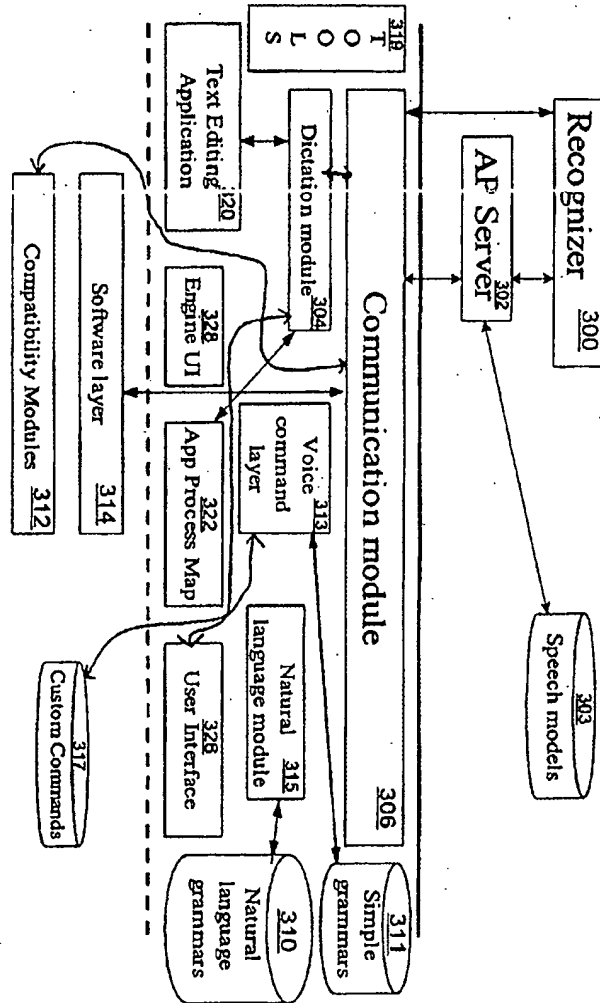 Recognizer 300
AP Server
302
303
Speech models
Communication module 306
319
T
O
O
L
S
Dictation module 304
Voice 313
command
layer
Natural
language module 315
311
Simple
grammars
Text Editing
Application 320
328
Engine UI
322
App Process Map
328
User Interface
310
Natural
language
grammars
Software layer 314
Compatibility Modules 312
317
Custom Commands